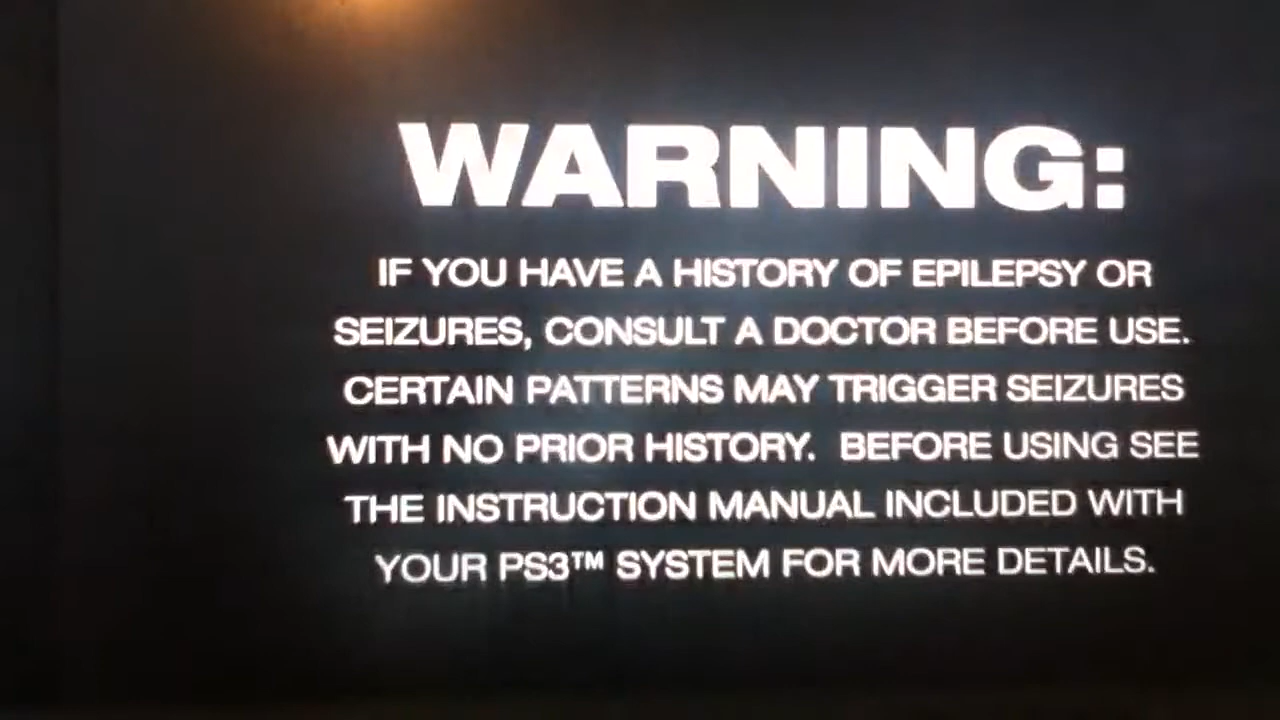 WARNING:
IF YOU HAVE A HISTORY OF EPILEPSY OR
SEIZURES, CONSULT A DOCTOR BEFORE USE.
CERTAIN PATTERNS MAY TRIGGER SEIZURES
WITH NO PRIOR HISTORY.  BEFORE USING SEE
THE INSTRUCTION MANUAL INCLUDED WITH
YOUR PS3™ SYSTEM FOR MORE DETAILS.